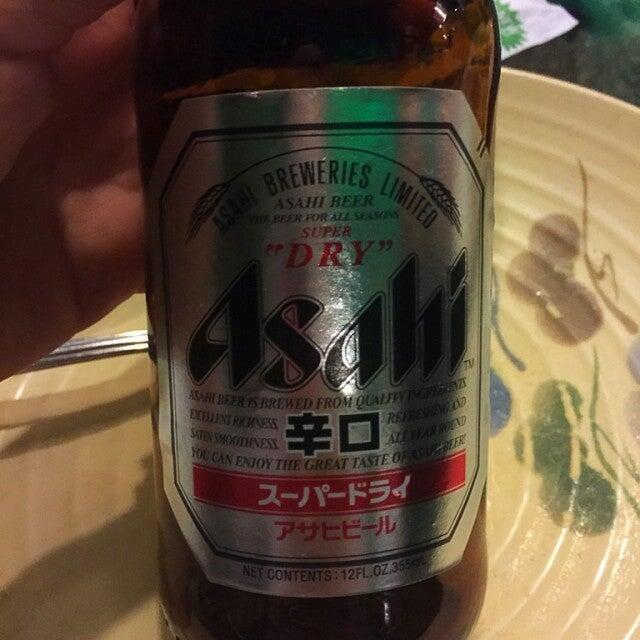 ASAHI BREWERIES LIMITED
ASAHI BEER
THE BEER FOR ALL SEASONS
SUPER
"DRY"
Asahi TM
ASAHI BEER IS BREWED FROM QUALITY INGREDIENTS
EXCELLENT RICHNESS, REFRESHING AND
辛口
SATIN SMOOTHNESS. ALL YEAR ROUND
YOU CAN ENJOY THE GREAT TASTE OF ASAHI BEER!
スーパードライ
アサヒビール
NET CONTENTS : 12FL.OZ. 355mL